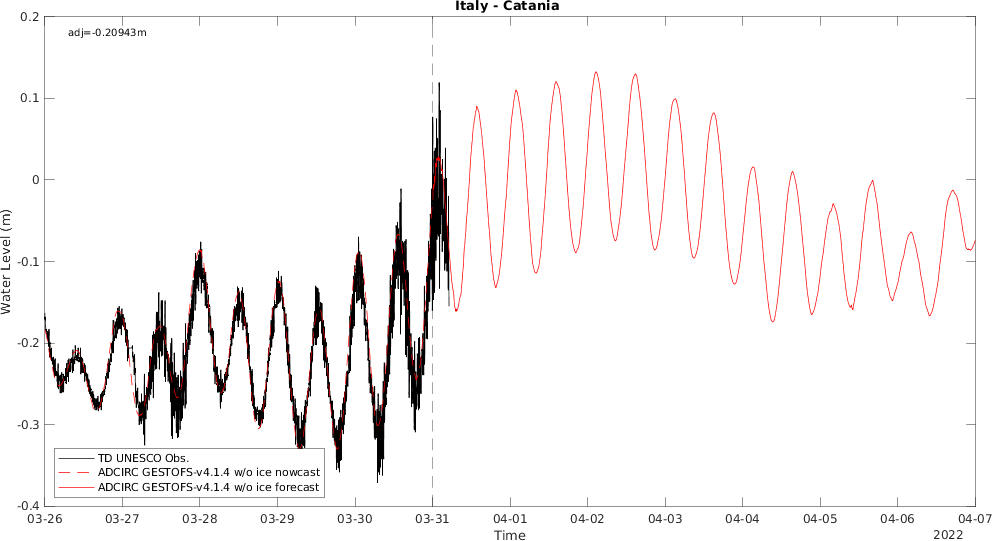 Italy - Catania
adj=-0.20943m
0.2
0.1
0
-0.1
-0.2
-0.3
-0.4
Water Level (m)
TD UNESCO Obs.
ADCIRC GESTOFS-v4.1.4 w/o ice nowcast
ADCIRC GESTOFS-v4.1.4 w/o ice forecast
03-26 03-27 03-28 03-29 03-30 03-31 04-01 04-02 04-03 04-04 04-05 04-06 04-07
Time
2022